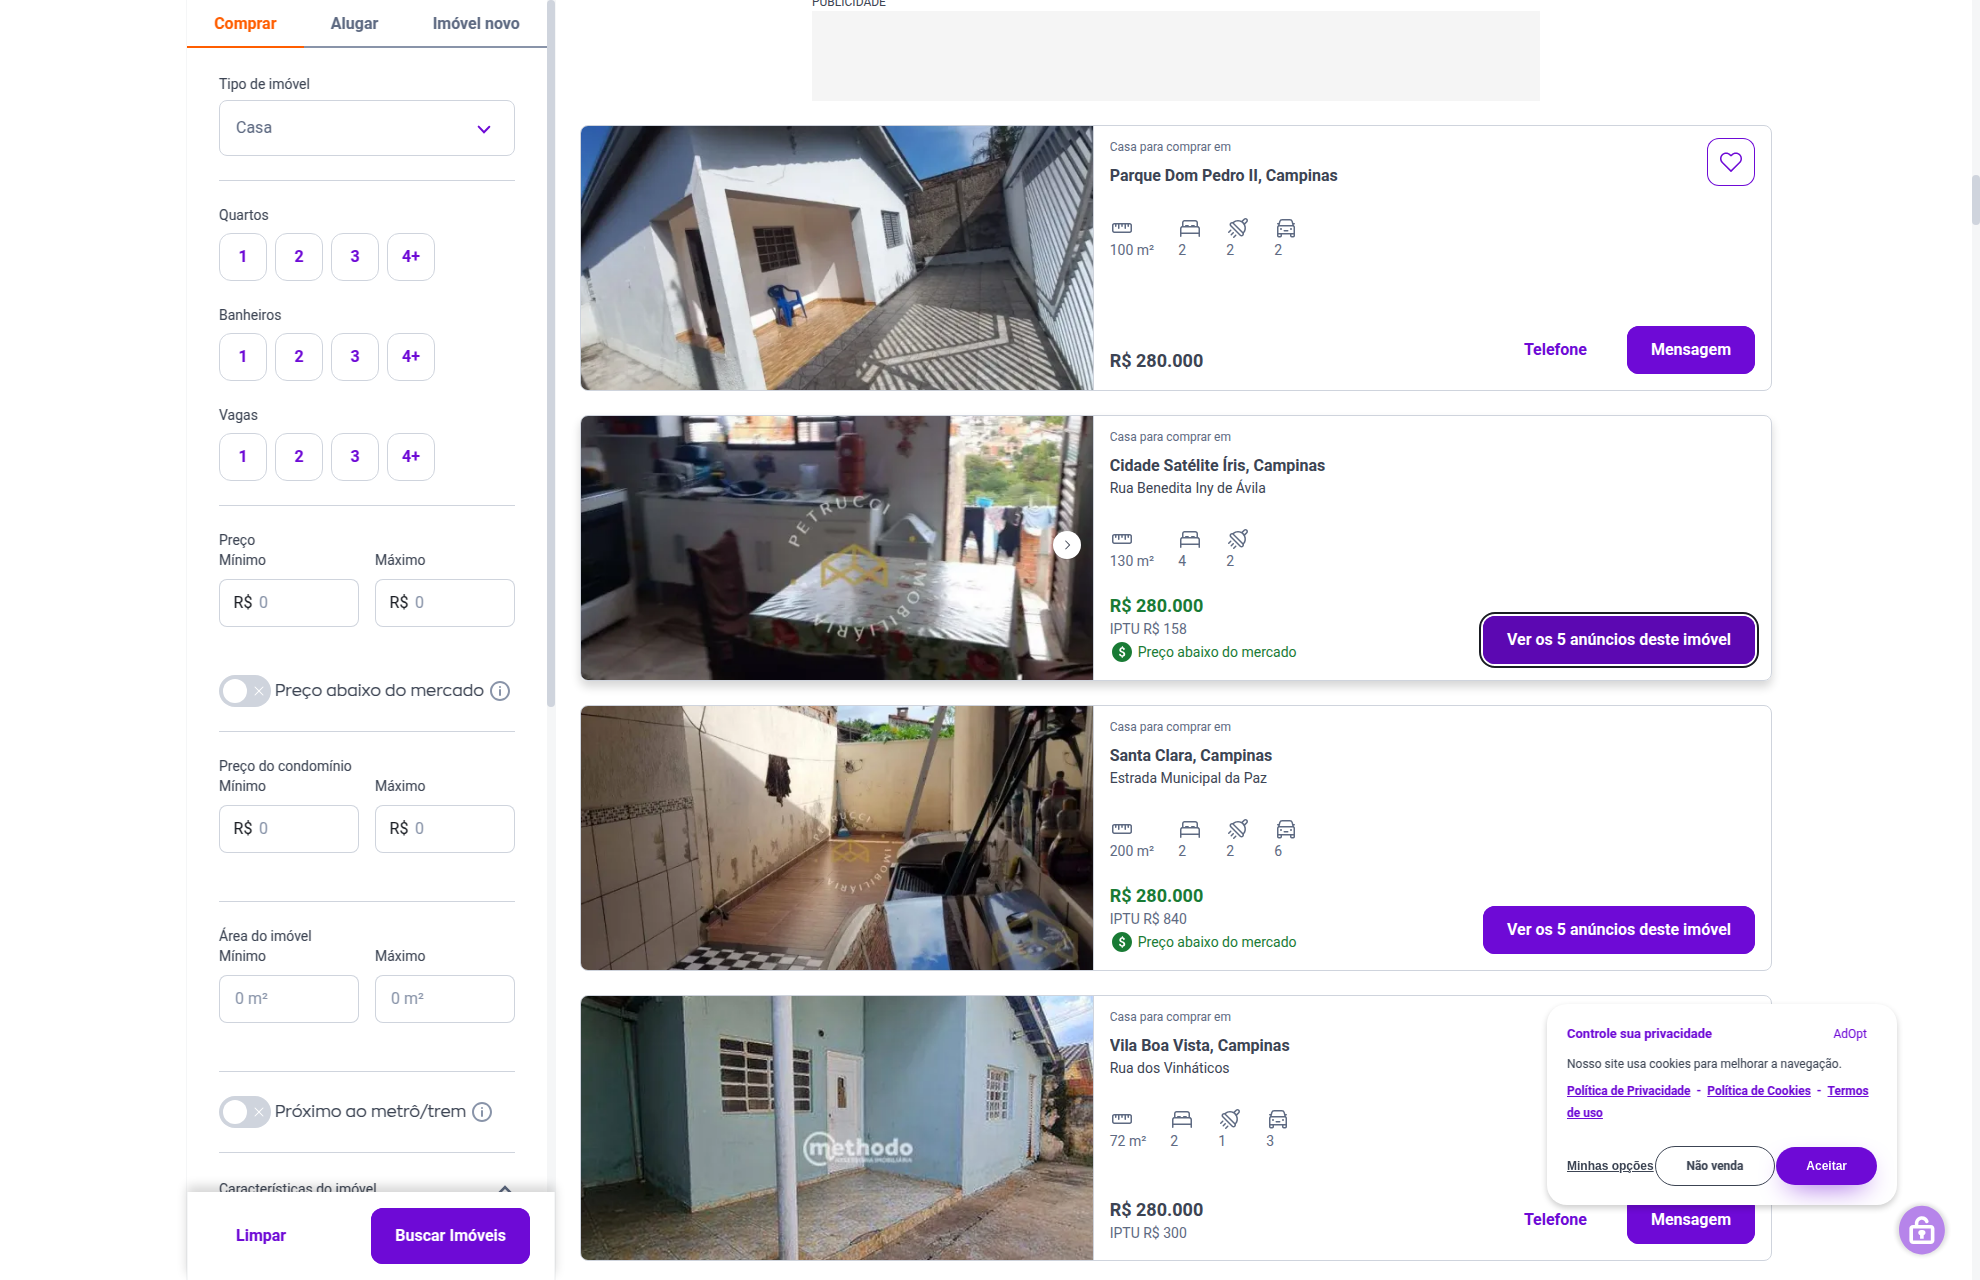 Comprar
Alugar
Imóvel novo
Tipo de imóvel
Casa
Quartos
1
2
3
4+
Banheiros
1
2
3
4+
Vagas
1
2
3
4+
Preço
Mínimo
Máximo
R$ 0
R$ 0
Preço abaixo do mercado
Preço do condomínio
Mínimo
Máximo
R$ 0
R$ 0
Área do imóvel
Mínimo
Máximo
0 m²
0 m²
Próximo ao metrô/trem
Características do imóvel
Limpar
Buscar Imóveis
PUBLICIDADE
Casa para comprar em
Parque Dom Pedro II, Campinas
100 m²
2
2
2
R$ 280.000
Telefone
Mensagem
PETRUCCI
IMOBILIÁRIA
Casa para comprar em
Cidade Satélite Íris, Campinas
Rua Benedita Iny de Ávila
130 m²
4
2
R$ 280.000
IPTU R$ 158
$ Preço abaixo do mercado
Ver os 5 anúncios deste imóvel
PETRUCCI
IMOBILIÁRIA
Casa para comprar em
Santa Clara, Campinas
Estrada Municipal da Paz
200 m²
2
2
6
R$ 280.000
IPTU R$ 840
$ Preço abaixo do mercado
Ver os 5 anúncios deste imóvel
methodo
Casa para comprar em
Vila Boa Vista, Campinas
Rua dos Vinháticos
72 m²
2
1
3
R$ 280.000
IPTU R$ 300
Telefone
Mensagem
Controle sua privacidade
AdOpt
Nosso site usa cookies para melhorar a navegação.
Política de Privacidade - Política de Cookies - Termos
de uso
Minhas opções
Não venda
Aceitar